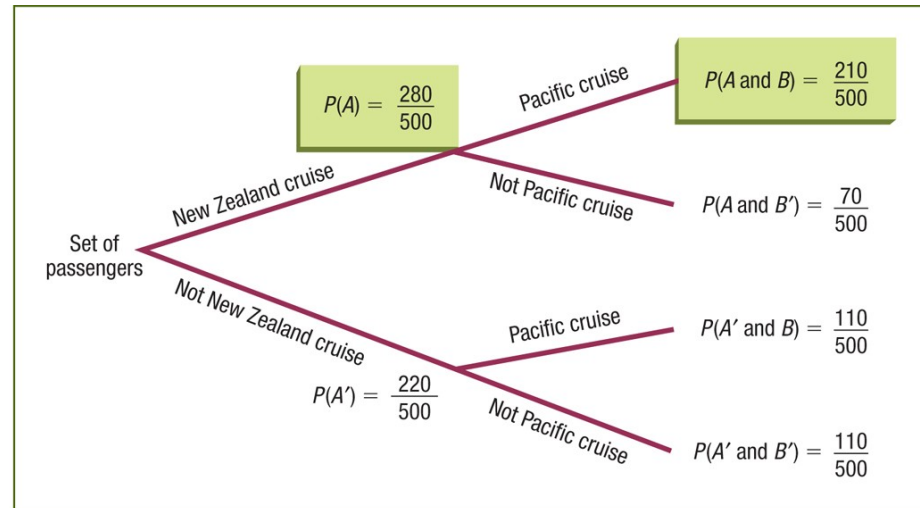 P(A) = 280/500
Pacific cruise
P(A and B) = 210/500
New Zealand cruise
Not Pacific cruise
P(A and B′) = 70/500
Set of
passengers
Not New Zealand cruise
Pacific cruise
P(A′ and B) = 110/500
P(A′) = 220/500
Not Pacific cruise
P(A′ and B′) = 110/500